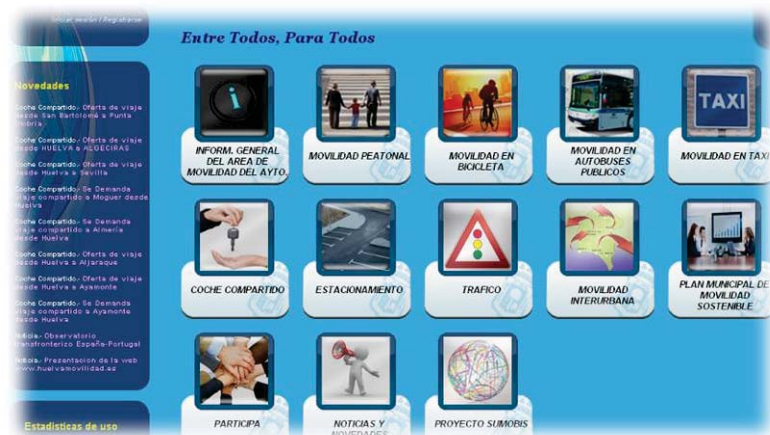 Iniciar sesión / Registrarse
Entre Todos, Para Todos
Novedades
Coche Compartido.- Oferta de viaje
desde San Bartolomé a Punta
Umbría
Coche Compartido.- Oferta de viaje
desde HUELVA a ALGECIRAS
Coche Compartido.- Oferta de viaje
desde Huelva a Sevilla
Coche Compartido.- Se Demanda
viaje compartido a Moguer desde
Huelva
Coche Compartido.- Se Demanda
viaje compartido a Almería
desde Huelva
Coche Compartido.- Oferta de viaje
desde Huelva a Aljaraque
Coche Compartido.- Oferta de viaje
desde Huelva a Ayamonte
Coche Compartido.- Se Demanda
viaje compartido a Ayamonte
desde Huelva
Noticia.- Observatorio
transfronterizo España-Portugal
Noticia.- Presentación de la web
www.huelvamovilidad.es
Estadísticas de uso
INFORM. GENERAL
DEL AREA DE
MOVILIDAD DEL AYTO.
MOVILIDAD PEATONAL
MOVILIDAD EN
BICICLETA
MOVILIDAD EN
AUTOBUSES
PUBLICOS
TAXI
MOVILIDAD EN TAXI
COCHE COMPARTIDO
ESTACIONAMIENTO
TRAFICO
MOVILIDAD
INTERURBANA
PLAN MUNICIPAL DE
MOVILIDAD
SOSTENIBLE
PARTICIPA
NOTICIAS Y
NOVEDADES
PROYECTO SUMOBIS